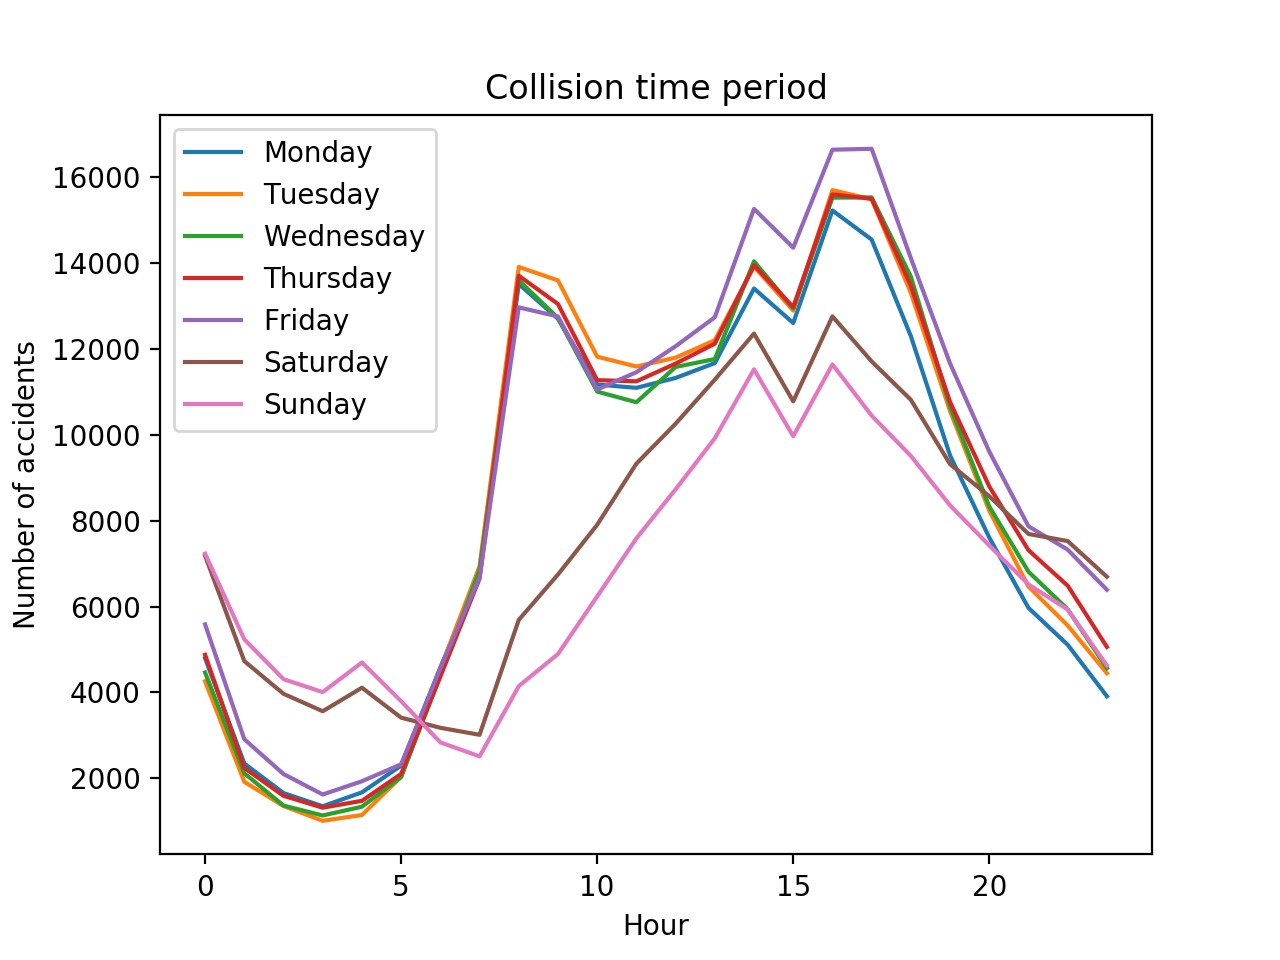 Collision time period
Monday
Tuesday
Wednesday
Thursday
Friday
Saturday
Sunday
Number of accidents
16000
14000
12000
10000
8000
6000
4000
2000
0 5 10 15 20
Hour